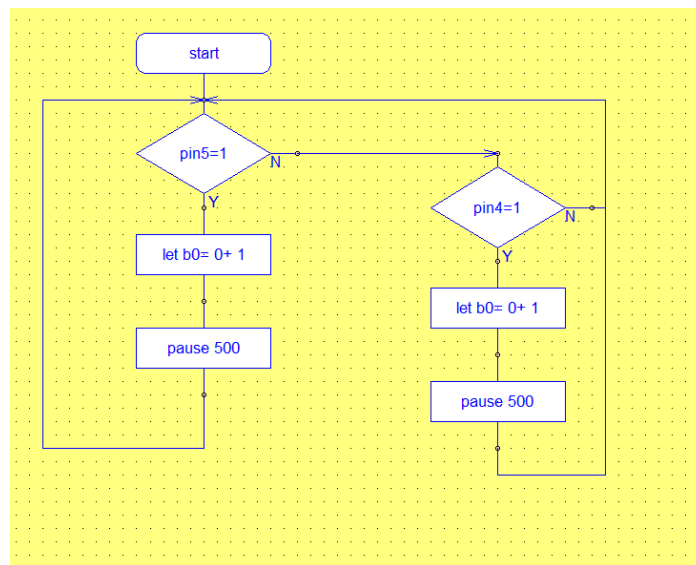 start
pin5=1
N
Y
let b0= 0+ 1
pause 500
pin4=1
N
Y
let b0= 0+ 1
pause 500